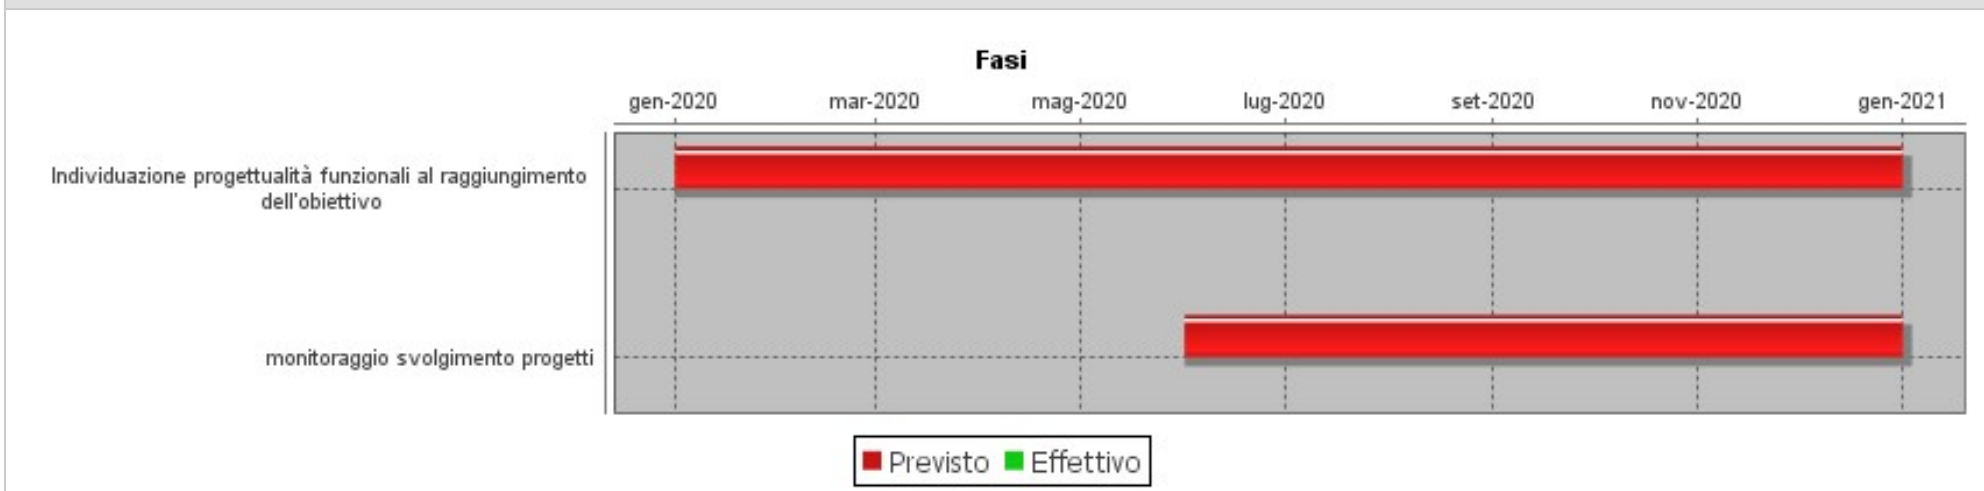 Fasi
gen-2020 mar-2020 mag-2020 lug-2020 set-2020 nov-2020 gen-2021
Individuazione progettualità funzionali al raggiungimento
dell'obiettivo
monitoraggio svolgimento progetti
Previsto Effettivo